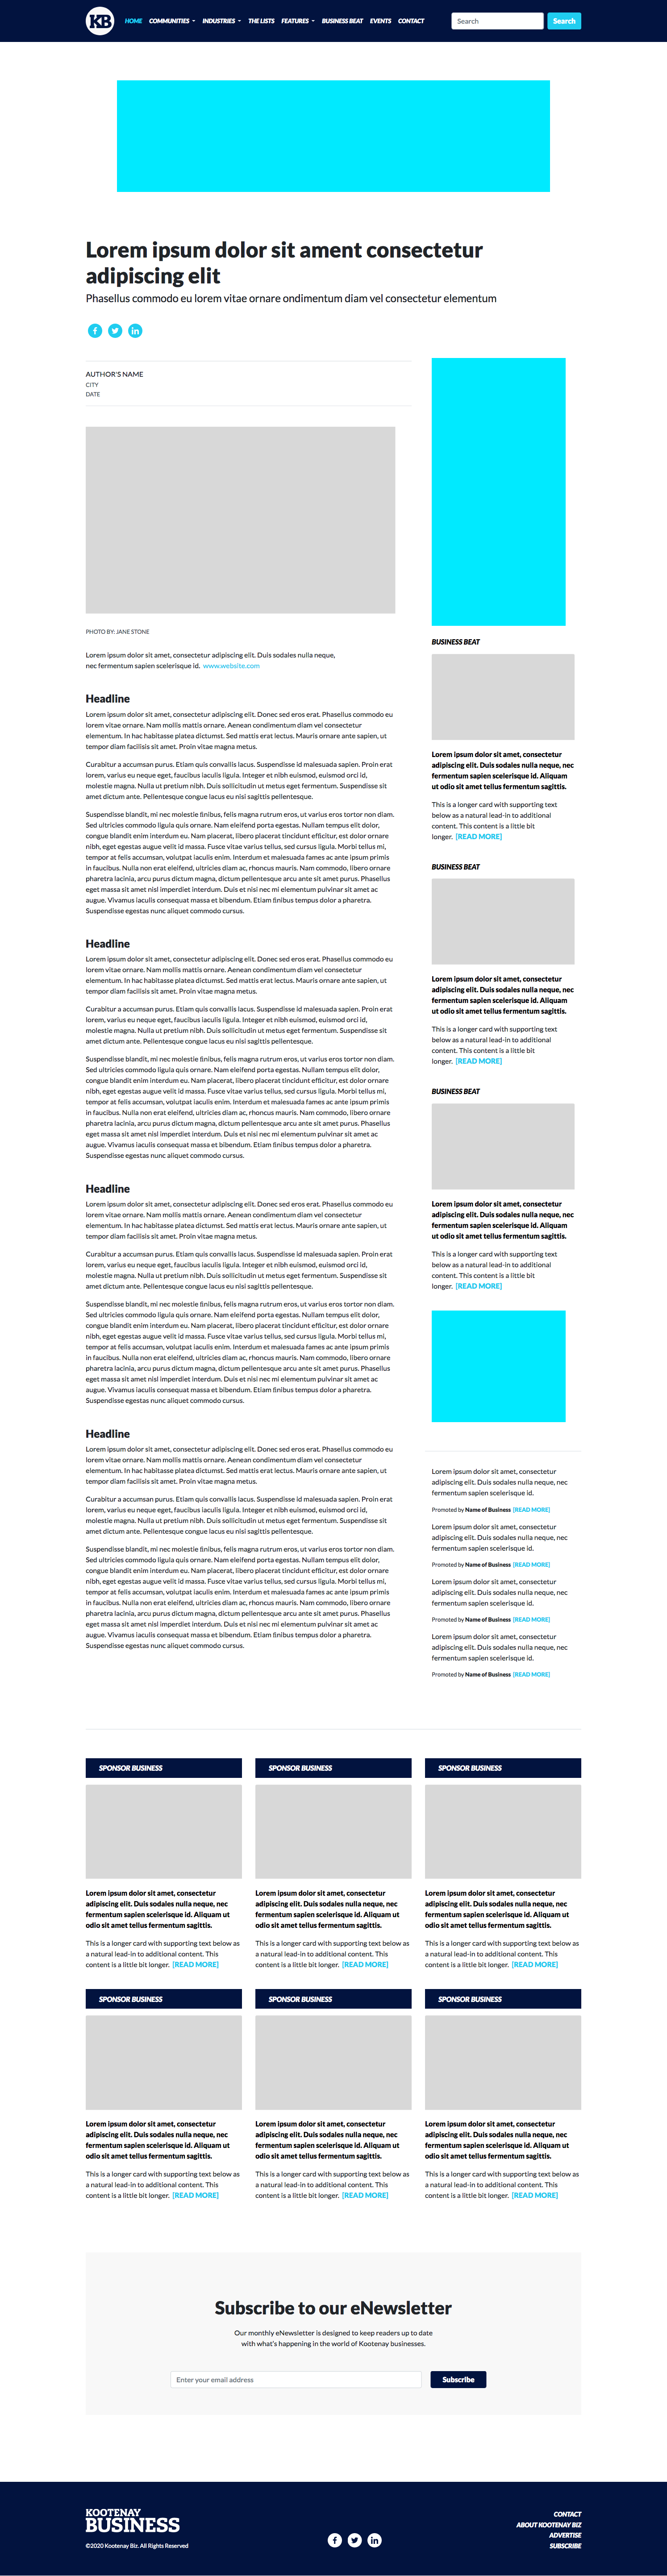 KB HOME COMMUNITIES INDUSTRIES THE LISTS FEATURES BUSINESS BEAT EVENTS CONTACT Search Search
Lorem ipsum dolor sit ament consectetur
adipiscing elit
Phasellus commodo eu lorem vitae ornare ondimentum diam vel consectetur elementum
AUTHOR'S NAME
CITY
DATE
PHOTO BY: JANE STONE
Lorem ipsum dolor sit amet, consectetur adipiscing elit. Duis sodales nulla neque,
nec fermentum sapien scelerisque id. www.website.com
Headline
Lorem ipsum dolor sit amet, consectetur adipiscing elit. Donec sed eros erat. Phasellus commodo eu
lorem vitae ornare. Nam mollis mattis ornare. Aenean condimentum diam vel consectetur
elementum. In hac habitasse platea dictumst. Sed mattis erat lectus. Mauris ornare ante sapien, ut
tempor diam facilisis sit amet. Proin vitae magna metus.
Curabitur a accumsan purus. Etiam quis convallis lacus. Suspendisse id malesuada sapien. Proin erat
lorem, varius eu neque eget, faucibus iaculis ligula. Integer et nibh euismod, euismod orci id,
molestie magna. Nulla ut pretium nibh. Duis sollicitudin ut metus eget fermentum. Suspendisse sit
amet dictum ante. Pellentesque congue lacus eu nisi sagittis pellentesque.
Suspendisse blandit, mi nec molestie finibus, felis magna rutrum eros, ut varius eros tortor non diam.
Sed ultricies commodo ligula quis ornare. Nam eleifend porta egestas. Nullam tempus elit dolor,
congue blandit enim interdum eu. Nam placerat, libero placerat tincidunt efficitur, est dolor ornare
nibh, eget egestas augue velit id massa. Fusce vitae varius tellus, sed cursus ligula. Morbi tellus mi,
tempor at felis accumsan, volutpat iaculis enim. Interdum et malesuada fames ac ante ipsum primis
in faucibus. Nulla non erat eleifend, ultricies diam ac, rhoncus mauris. Nam commodo, libero ornare
pharetra lacinia, arcu purus dictum magna, dictum pellentesque arcu ante sit amet purus. Phasellus
eget massa sit amet nisl imperdiet interdum. Duis et nisi nec mi elementum pulvinar sit amet ac
augue. Vivamus iaculis consequat massa et bibendum. Etiam finibus tempus dolor a pharetra.
Suspendisse egestas nunc aliquet commodo cursus.
Headline
Lorem ipsum dolor sit amet, consectetur adipiscing elit. Donec sed eros erat. Phasellus commodo eu
lorem vitae ornare. Nam mollis mattis ornare. Aenean condimentum diam vel consectetur
elementum. In hac habitasse platea dictumst. Sed mattis erat lectus. Mauris ornare ante sapien, ut
tempor diam facilisis sit amet. Proin vitae magna metus.
Curabitur a accumsan purus. Etiam quis convallis lacus. Suspendisse id malesuada sapien. Proin erat
lorem, varius eu neque eget, faucibus iaculis ligula. Integer et nibh euismod, euismod orci id,
molestie magna. Nulla ut pretium nibh. Duis sollicitudin ut metus eget fermentum. Suspendisse sit
amet dictum ante. Pellentesque congue lacus eu nisi sagittis pellentesque.
Suspendisse blandit, mi nec molestie finibus, felis magna rutrum eros, ut varius eros tortor non diam.
Sed ultricies commodo ligula quis ornare. Nam eleifend porta egestas. Nullam tempus elit dolor,
congue blandit enim interdum eu. Nam placerat, libero placerat tincidunt efficitur, est dolor ornare
nibh, eget egestas augue velit id massa. Fusce vitae varius tellus, sed cursus ligula. Morbi tellus mi,
tempor at felis accumsan, volutpat iaculis enim. Interdum et malesuada fames ac ante ipsum primis
in faucibus. Nulla non erat eleifend, ultricies diam ac, rhoncus mauris. Nam commodo, libero ornare
pharetra lacinia, arcu purus dictum magna, dictum pellentesque arcu ante sit amet purus. Phasellus
eget massa sit amet nisl imperdiet interdum. Duis et nisi nec mi elementum pulvinar sit amet ac
augue. Vivamus iaculis consequat massa et bibendum. Etiam finibus tempus dolor a pharetra.
Suspendisse egestas nunc aliquet commodo cursus.
Headline
Lorem ipsum dolor sit amet, consectetur adipiscing elit. Donec sed eros erat. Phasellus commodo eu
lorem vitae ornare. Nam mollis mattis ornare. Aenean condimentum diam vel consectetur
elementum. In hac habitasse platea dictumst. Sed mattis erat lectus. Mauris ornare ante sapien, ut
tempor diam facilisis sit amet. Proin vitae magna metus.
Curabitur a accumsan purus. Etiam quis convallis lacus. Suspendisse id malesuada sapien. Proin erat
lorem, varius eu neque eget, faucibus iaculis ligula. Integer et nibh euismod, euismod orci id,
molestie magna. Nulla ut pretium nibh. Duis sollicitudin ut metus eget fermentum. Suspendisse sit
amet dictum ante. Pellentesque congue lacus eu nisi sagittis pellentesque.
Suspendisse blandit, mi nec molestie finibus, felis magna rutrum eros, ut varius eros tortor non diam.
Sed ultricies commodo ligula quis ornare. Nam eleifend porta egestas. Nullam tempus elit dolor,
congue blandit enim interdum eu. Nam placerat, libero placerat tincidunt efficitur, est dolor ornare
nibh, eget egestas augue velit id massa. Fusce vitae varius tellus, sed cursus ligula. Morbi tellus mi,
tempor at felis accumsan, volutpat iaculis enim. Interdum et malesuada fames ac ante ipsum primis
in faucibus. Nulla non erat eleifend, ultricies diam ac, rhoncus mauris. Nam commodo, libero ornare
pharetra lacinia, arcu purus dictum magna, dictum pellentesque arcu ante sit amet purus. Phasellus
eget massa sit amet nisl imperdiet interdum. Duis et nisi nec mi elementum pulvinar sit amet ac
augue. Vivamus iaculis consequat massa et bibendum. Etiam finibus tempus dolor a pharetra.
Suspendisse egestas nunc aliquet commodo cursus.
Headline
Lorem ipsum dolor sit amet, consectetur adipiscing elit. Donec sed eros erat. Phasellus commodo eu
lorem vitae ornare. Nam mollis mattis ornare. Aenean condimentum diam vel consectetur
elementum. In hac habitasse platea dictumst. Sed mattis erat lectus. Mauris ornare ante sapien, ut
tempor diam facilisis sit amet. Proin vitae magna metus.
Curabitur a accumsan purus. Etiam quis convallis lacus. Suspendisse id malesuada sapien. Proin erat
lorem, varius eu neque eget, faucibus iaculis ligula. Integer et nibh euismod, euismod orci id,
molestie magna. Nulla ut pretium nibh. Duis sollicitudin ut metus eget fermentum. Suspendisse sit
amet dictum ante. Pellentesque congue lacus eu nisi sagittis pellentesque.
Suspendisse blandit, mi nec molestie finibus, felis magna rutrum eros, ut varius eros tortor non diam.
Sed ultricies commodo ligula quis ornare. Nam eleifend porta egestas. Nullam tempus elit dolor,
congue blandit enim interdum eu. Nam placerat, libero placerat tincidunt efficitur, est dolor ornare
nibh, eget egestas augue velit id massa. Fusce vitae varius tellus, sed cursus ligula. Morbi tellus mi,
tempor at felis accumsan, volutpat iaculis enim. Interdum et malesuada fames ac ante ipsum primis
in faucibus. Nulla non erat eleifend, ultricies diam ac, rhoncus mauris. Nam commodo, libero ornare
pharetra lacinia, arcu purus dictum magna, dictum pellentesque arcu ante sit amet purus. Phasellus
eget massa sit amet nisl imperdiet interdum. Duis et nisi nec mi elementum pulvinar sit amet ac
augue. Vivamus iaculis consequat massa et bibendum. Etiam finibus tempus dolor a pharetra.
Suspendisse egestas nunc aliquet commodo cursus.
BUSINESS BEAT
Lorem ipsum dolor sit amet, consectetur
adipiscing elit. Duis sodales nulla neque, nec
fermentum sapien scelerisque id. Aliquam
ut odio sit amet tellus fermentum sagittis.
This is a longer card with supporting text
below as a natural lead-in to additional
content. This content is a little bit
longer. [READ MORE]
BUSINESS BEAT
Lorem ipsum dolor sit amet, consectetur
adipiscing elit. Duis sodales nulla neque, nec
fermentum sapien scelerisque id. Aliquam
ut odio sit amet tellus fermentum sagittis.
This is a longer card with supporting text
below as a natural lead-in to additional
content. This content is a little bit
longer. [READ MORE]
BUSINESS BEAT
Lorem ipsum dolor sit amet, consectetur
adipiscing elit. Duis sodales nulla neque, nec
fermentum sapien scelerisque id. Aliquam
ut odio sit amet tellus fermentum sagittis.
This is a longer card with supporting text
below as a natural lead-in to additional
content. This content is a little bit
longer. [READ MORE]
Lorem ipsum dolor sit amet, consectetur
adipiscing elit. Duis sodales nulla neque, nec
fermentum sapien scelerisque id.
Promoted by Name of Business [READ MORE]
Lorem ipsum dolor sit amet, consectetur
adipiscing elit. Duis sodales nulla neque, nec
fermentum sapien scelerisque id.
Promoted by Name of Business [READ MORE]
Lorem ipsum dolor sit amet, consectetur
adipiscing elit. Duis sodales nulla neque, nec
fermentum sapien scelerisque id.
Promoted by Name of Business [READ MORE]
Lorem ipsum dolor sit amet, consectetur
adipiscing elit. Duis sodales nulla neque, nec
fermentum sapien scelerisque id.
Promoted by Name of Business [READ MORE]
SPONSOR BUSINESS
Lorem ipsum dolor sit amet, consectetur
adipiscing elit. Duis sodales nulla neque, nec
fermentum sapien scelerisque id. Aliquam ut
odio sit amet tellus fermentum sagittis.
This is a longer card with supporting text below as
a natural lead-in to additional content. This
content is a little bit longer. [READ MORE]
SPONSOR BUSINESS
Lorem ipsum dolor sit amet, consectetur
adipiscing elit. Duis sodales nulla neque, nec
fermentum sapien scelerisque id. Aliquam ut
odio sit amet tellus fermentum sagittis.
This is a longer card with supporting text below as
a natural lead-in to additional content. This
content is a little bit longer. [READ MORE]
SPONSOR BUSINESS
Lorem ipsum dolor sit amet, consectetur
adipiscing elit. Duis sodales nulla neque, nec
fermentum sapien scelerisque id. Aliquam ut
odio sit amet tellus fermentum sagittis.
This is a longer card with supporting text below as
a natural lead-in to additional content. This
content is a little bit longer. [READ MORE]
SPONSOR BUSINESS
Lorem ipsum dolor sit amet, consectetur
adipiscing elit. Duis sodales nulla neque, nec
fermentum sapien scelerisque id. Aliquam ut
odio sit amet tellus fermentum sagittis.
This is a longer card with supporting text below as
a natural lead-in to additional content. This
content is a little bit longer. [READ MORE]
SPONSOR BUSINESS
Lorem ipsum dolor sit amet, consectetur
adipiscing elit. Duis sodales nulla neque, nec
fermentum sapien scelerisque id. Aliquam ut
odio sit amet tellus fermentum sagittis.
This is a longer card with supporting text below as
a natural lead-in to additional content. This
content is a little bit longer. [READ MORE]
SPONSOR BUSINESS
Lorem ipsum dolor sit amet, consectetur
adipiscing elit. Duis sodales nulla neque, nec
fermentum sapien scelerisque id. Aliquam ut
odio sit amet tellus fermentum sagittis.
This is a longer card with supporting text below as
a natural lead-in to additional content. This
content is a little bit longer. [READ MORE]
Subscribe to our eNewsletter
Our monthly eNewsletter is designed to keep readers up to date
with what's happening in the world of Kootenay businesses.
Enter your email address Subscribe
KOOTENAY
BUSINESS
©2020 Kootenay Biz. All Rights Reserved
CONTACT
ABOUT KOOTENAY BIZ
ADVERTISE
SUBSCRIBE